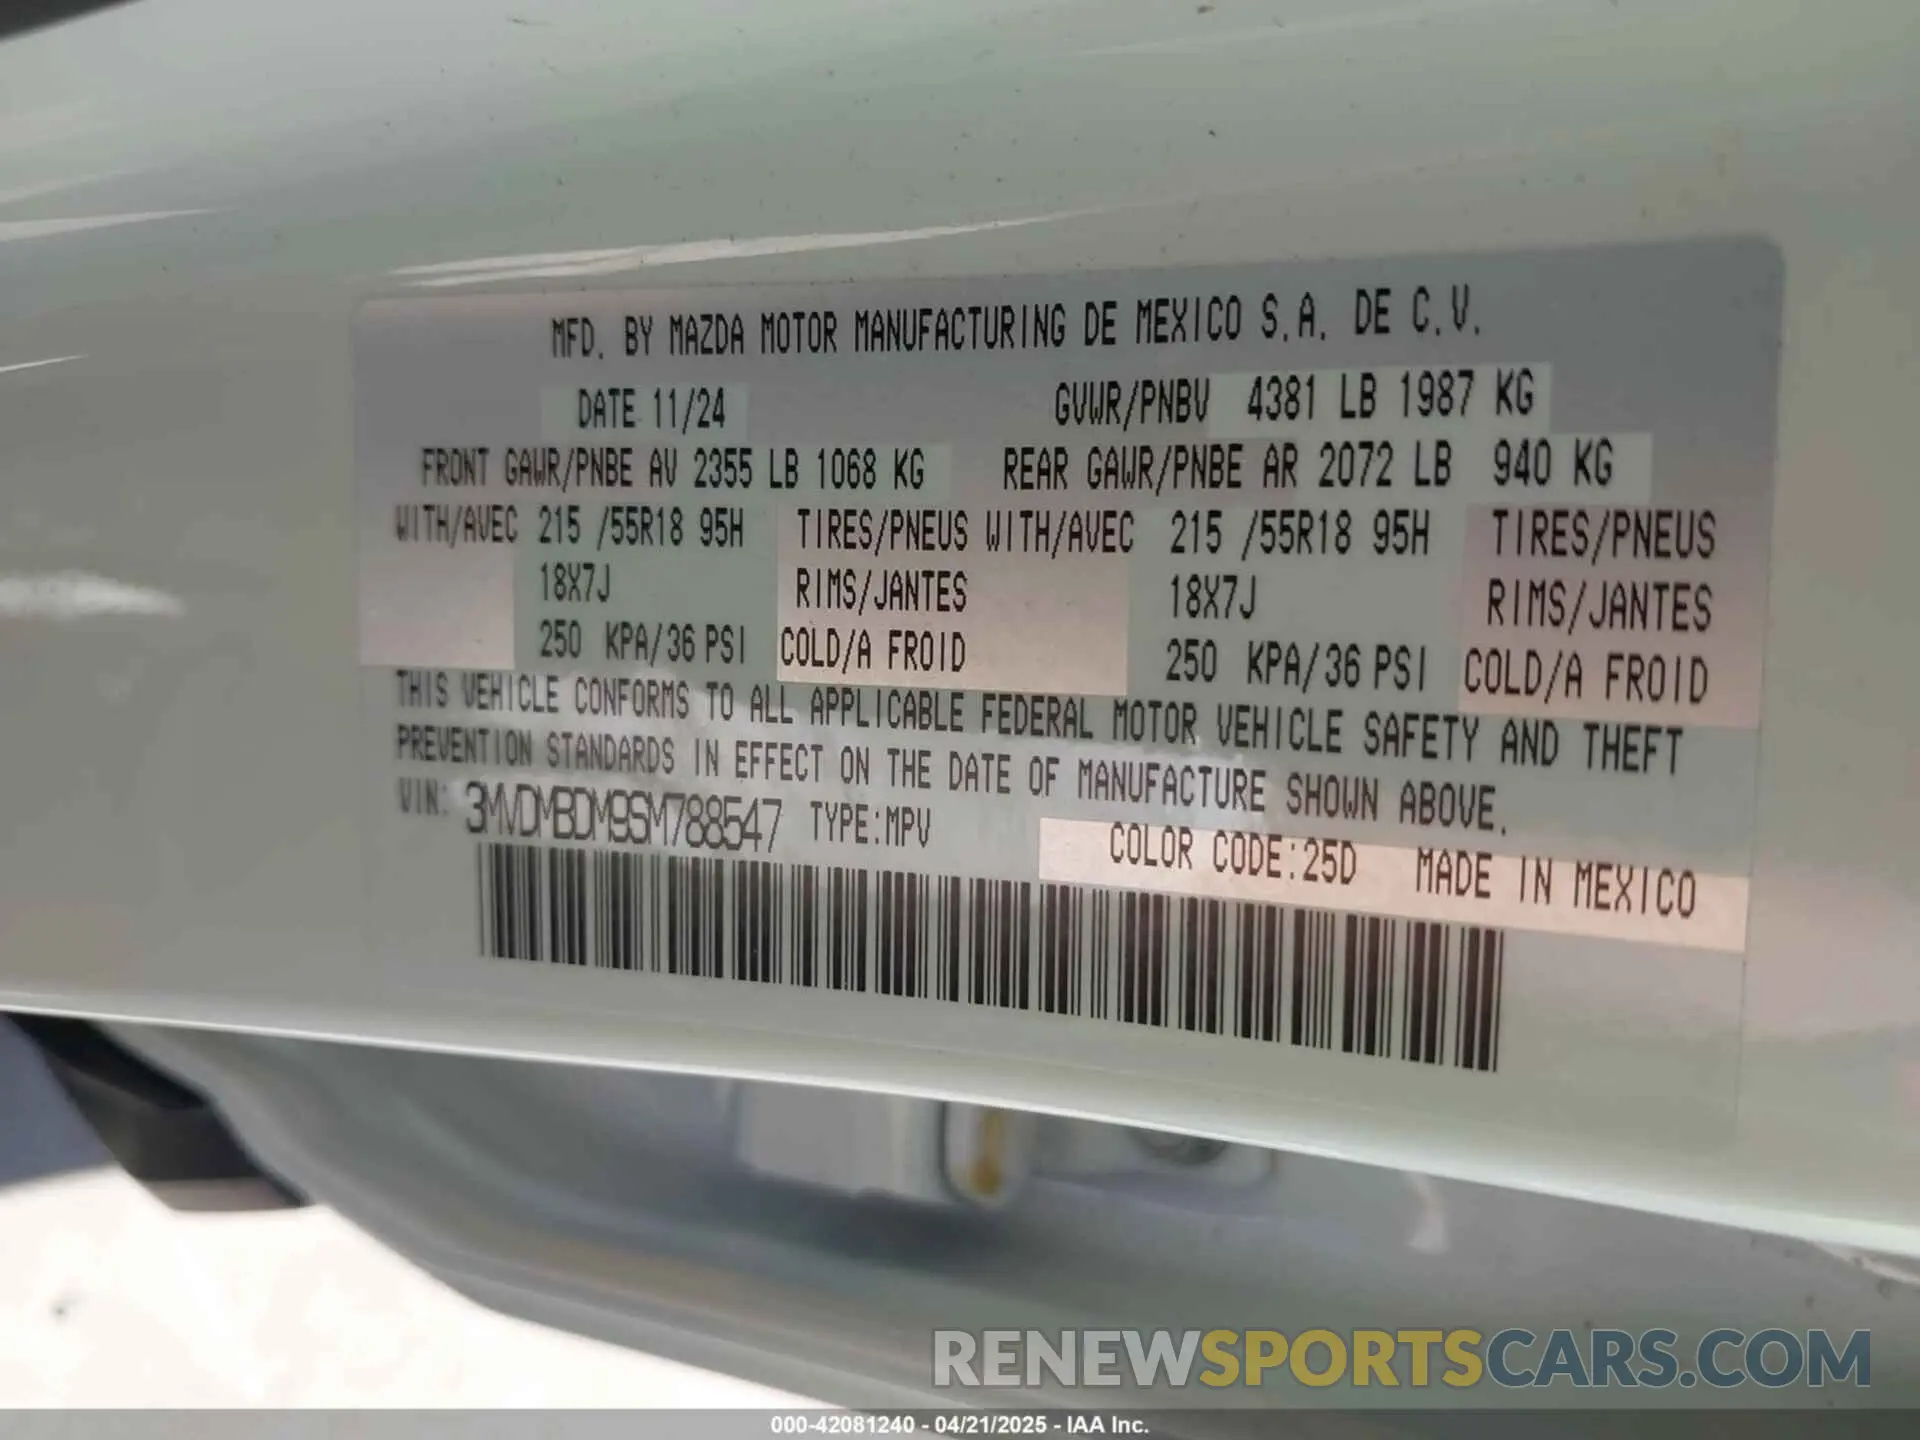 MFD. BY MAZDA MOTOR MANUFACTURING DE MEXICO S.A. DE C.V.
DATE 11/24 GVWR/PNBV 4381 LB 1987 KG
FRONT GAWR/PNBE AV 2355 LB 1068 KG REAR GAWR/PNBE AR 2072 LB 940 KG
WITH/AVEC 215 /55R18 95H TIRES/PNEUS WITH/AVEC 215 /55R18 95H TIRES/PNEUS
18X7J RIMS/JANTES 18X7J RIMS/JANTES
250 KPA/36 PSI COLD/A FROID 250 KPA/36 PSI COLD/A FROID
THIS VEHICLE CONFORMS TO ALL APPLICABLE FEDERAL MOTOR VEHICLE SAFETY AND THEFT
PREVENTION STANDARDS IN EFFECT ON THE DATE OF MANUFACTURE SHOWN ABOVE.
VIN: 3MVDMBDM9SM788547 TYPE:MPV
COLOR CODE:25D MADE IN MEXICO
RENEWSPORTSCARS.COM
000-42081240 - 04/21/2025 - IAA Inc.